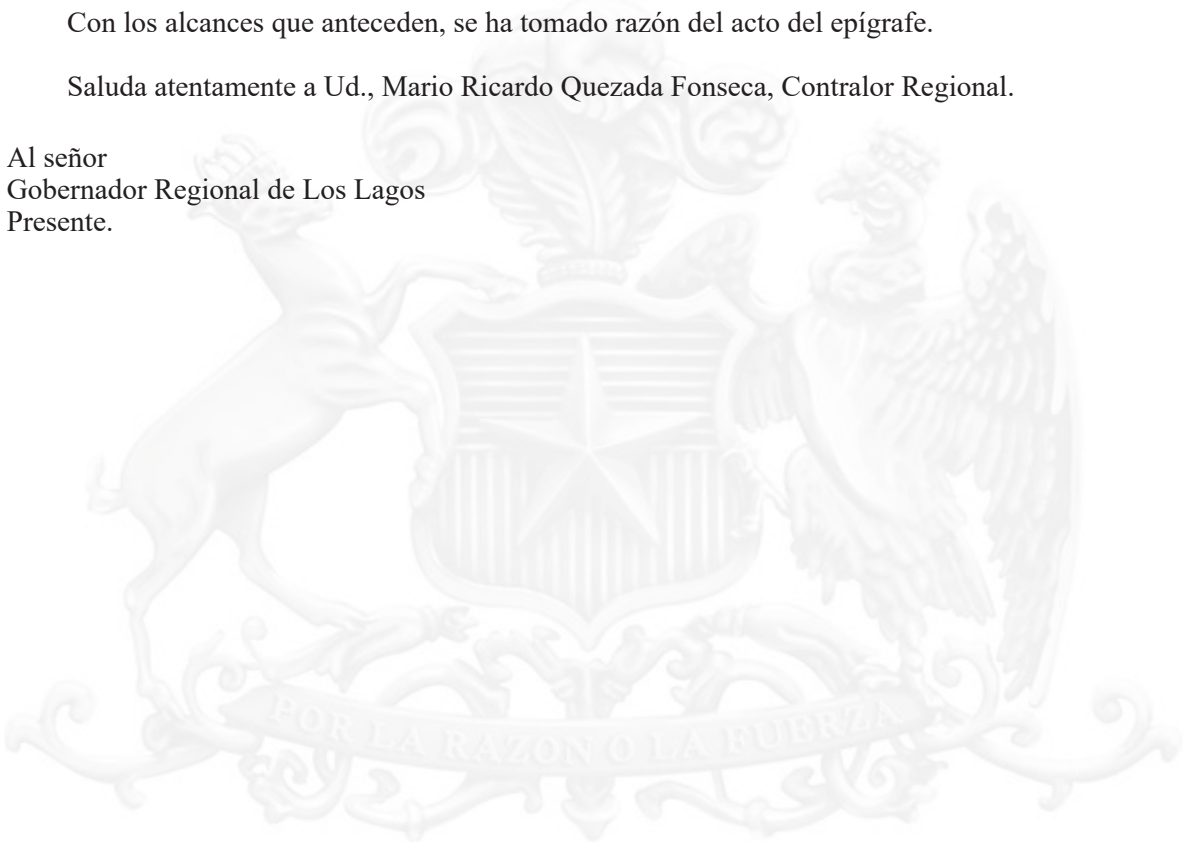 Con los alcances que anteceden, se ha tomado razón del acto del epígrafe.
Saluda atentamente a Ud., Mario Ricardo Quezada Fonseca, Contralor Regional.
Al señor
Gobernador Regional de Los Lagos
Presente.
POR LA RAZON O LA FUERZA